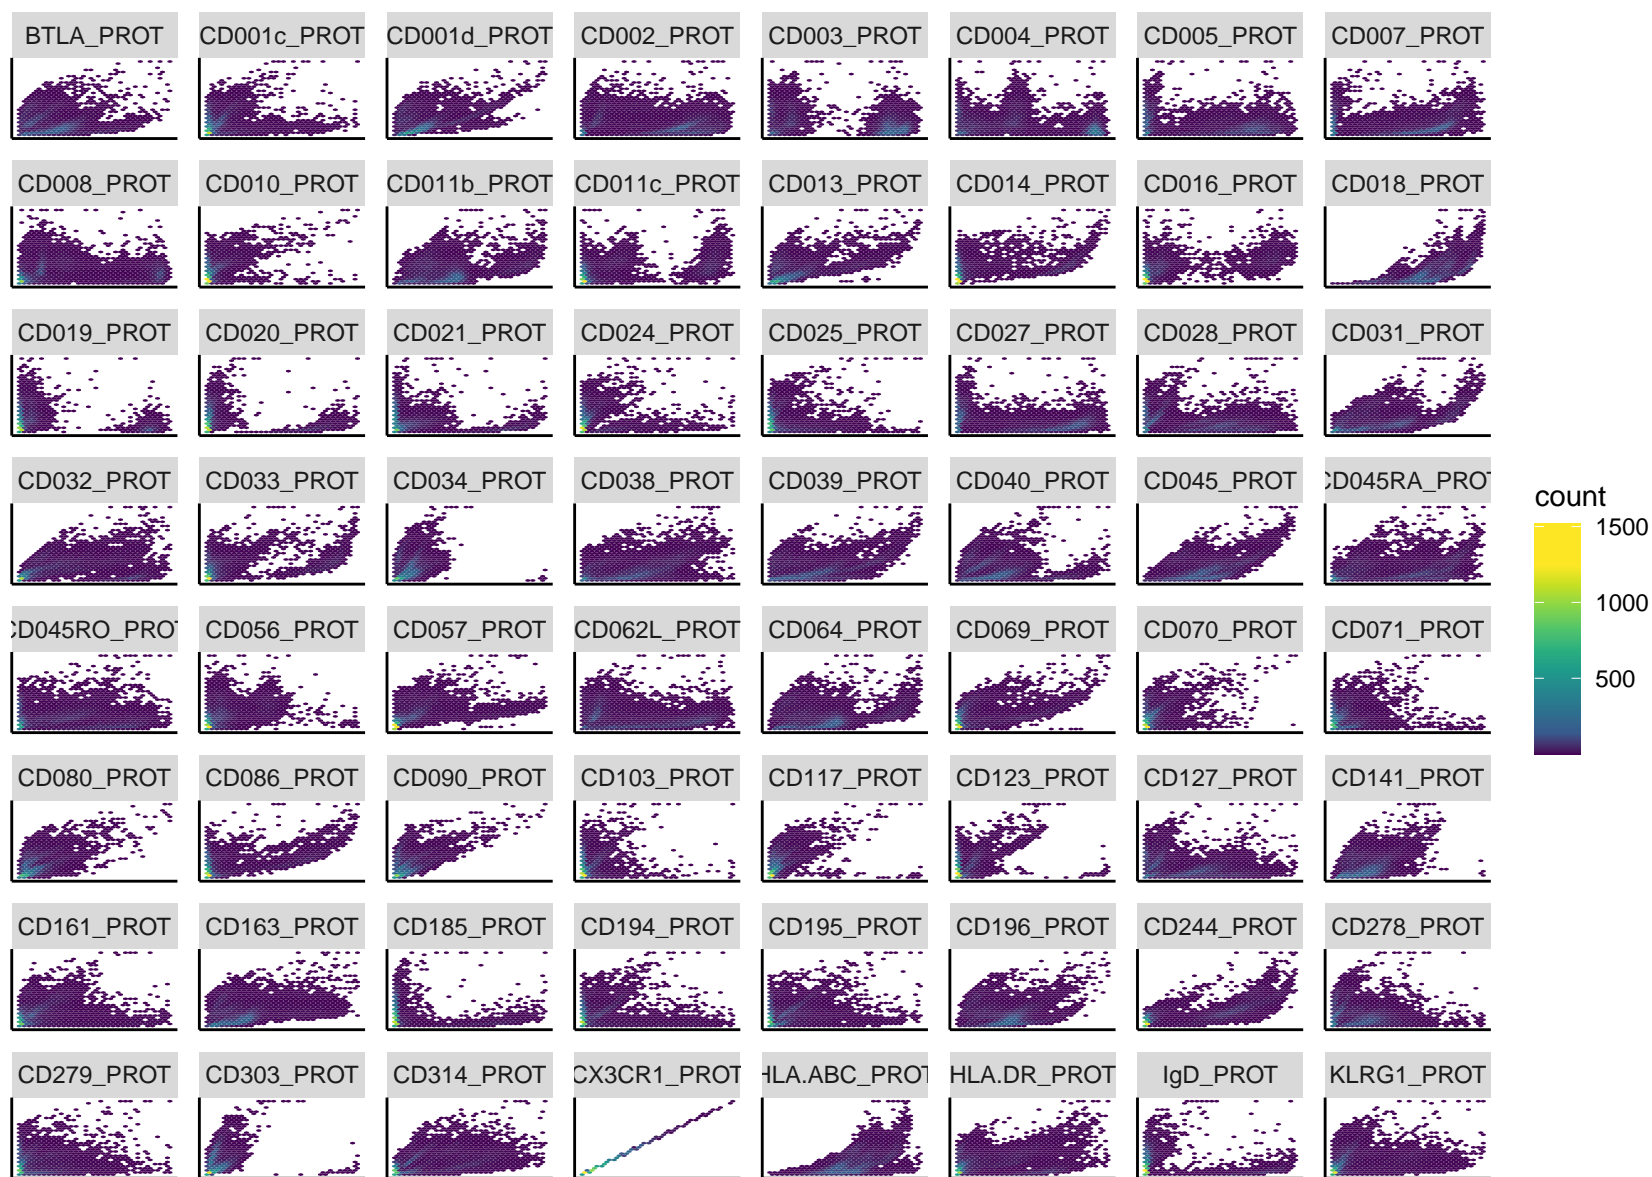 BTLA_PROT CD001c_PROT CD001d_PROT CD002_PROT CD003_PROT CD004_PROT CD005_PROT CD007_PROT
CD008_PROT CD010_PROT CD011b_PROT CD011c_PROT CD013_PROT CD014_PROT CD016_PROT CD018_PROT
CD019_PROT CD020_PROT CD021_PROT CD024_PROT CD025_PROT CD027_PROT CD028_PROT CD031_PROT
CD032_PROT CD033_PROT CD034_PROT CD038_PROT CD039_PROT CD040_PROT CD045_PROT CD045RA_PROT
count
1500
1000
500
CD045RO_PROT CD056_PROT CD057_PROT CD062L_PROT CD064_PROT CD069_PROT CD070_PROT CD071_PROT
CD080_PROT CD086_PROT CD090_PROT CD103_PROT CD117_PROT CD123_PROT CD127_PROT CD141_PROT
CD161_PROT CD163_PROT CD185_PROT CD194_PROT CD195_PROT CD196_PROT CD244_PROT CD278_PROT
CD279_PROT CD303_PROT CD314_PROT CX3CR1_PROT HLA.ABC_PROT HLA.DR_PROT IgD_PROT KLRG1_PROT